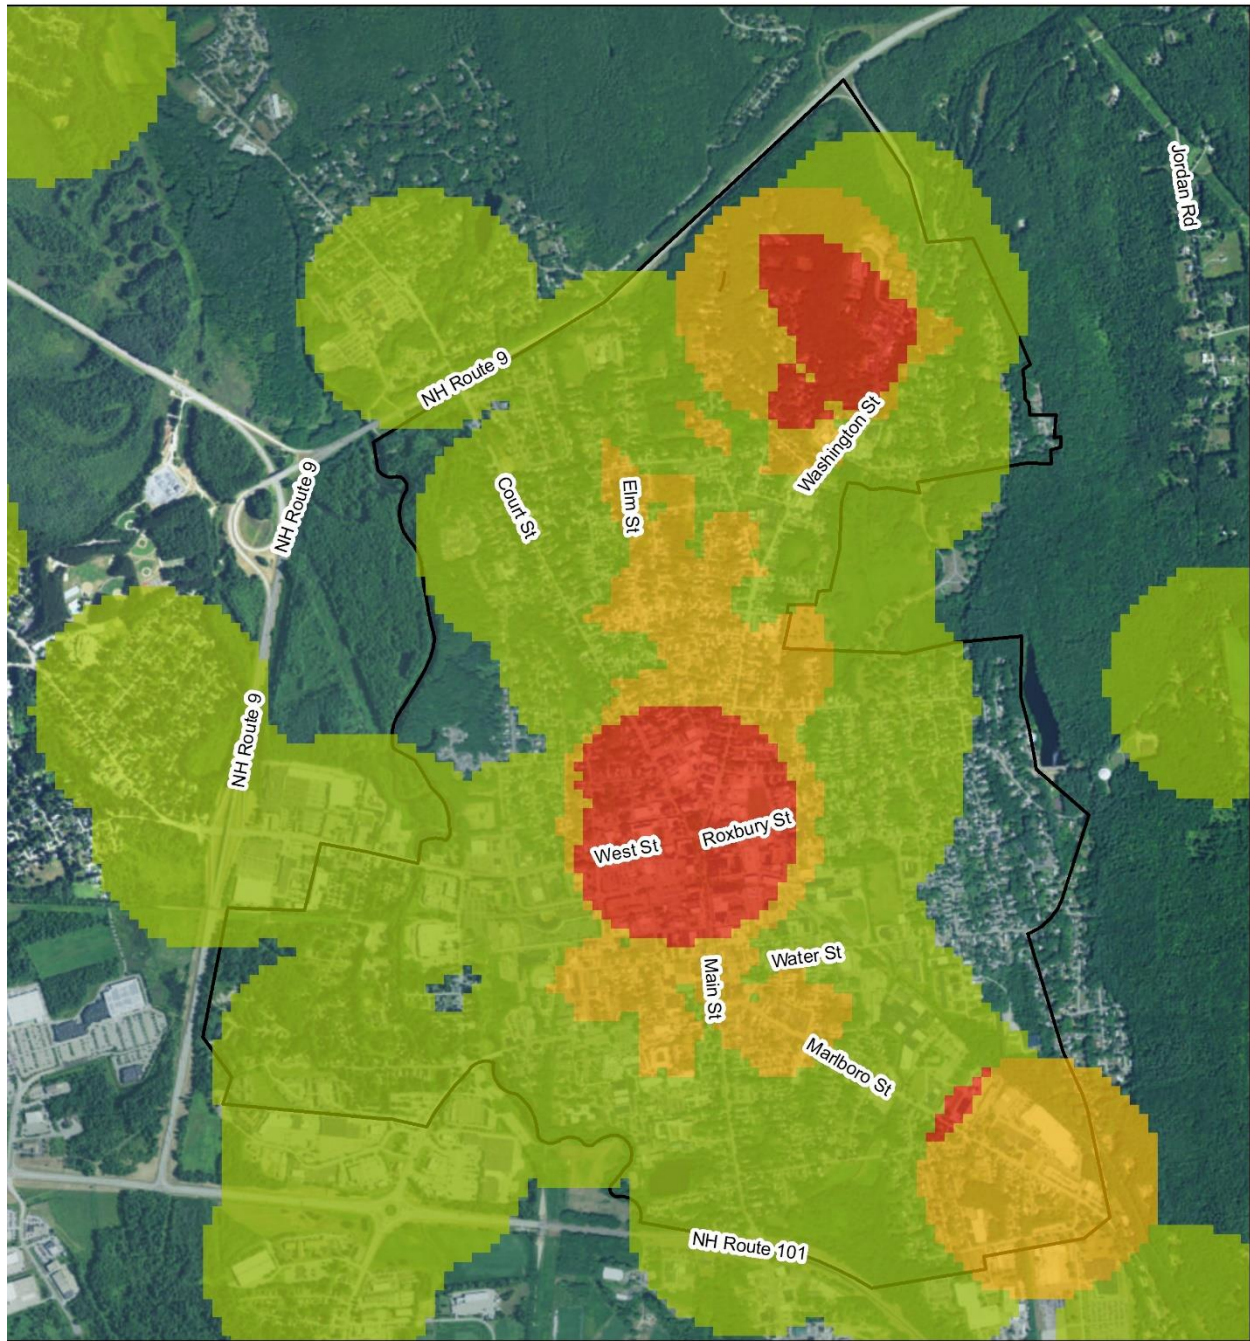 Jordan Rd
NH Route 9
Washington St
Court St
Elm St
NH Route 9
NH Route 9
West St
Roxbury St
Water St
Main St
Marlboro St
NH Route 101